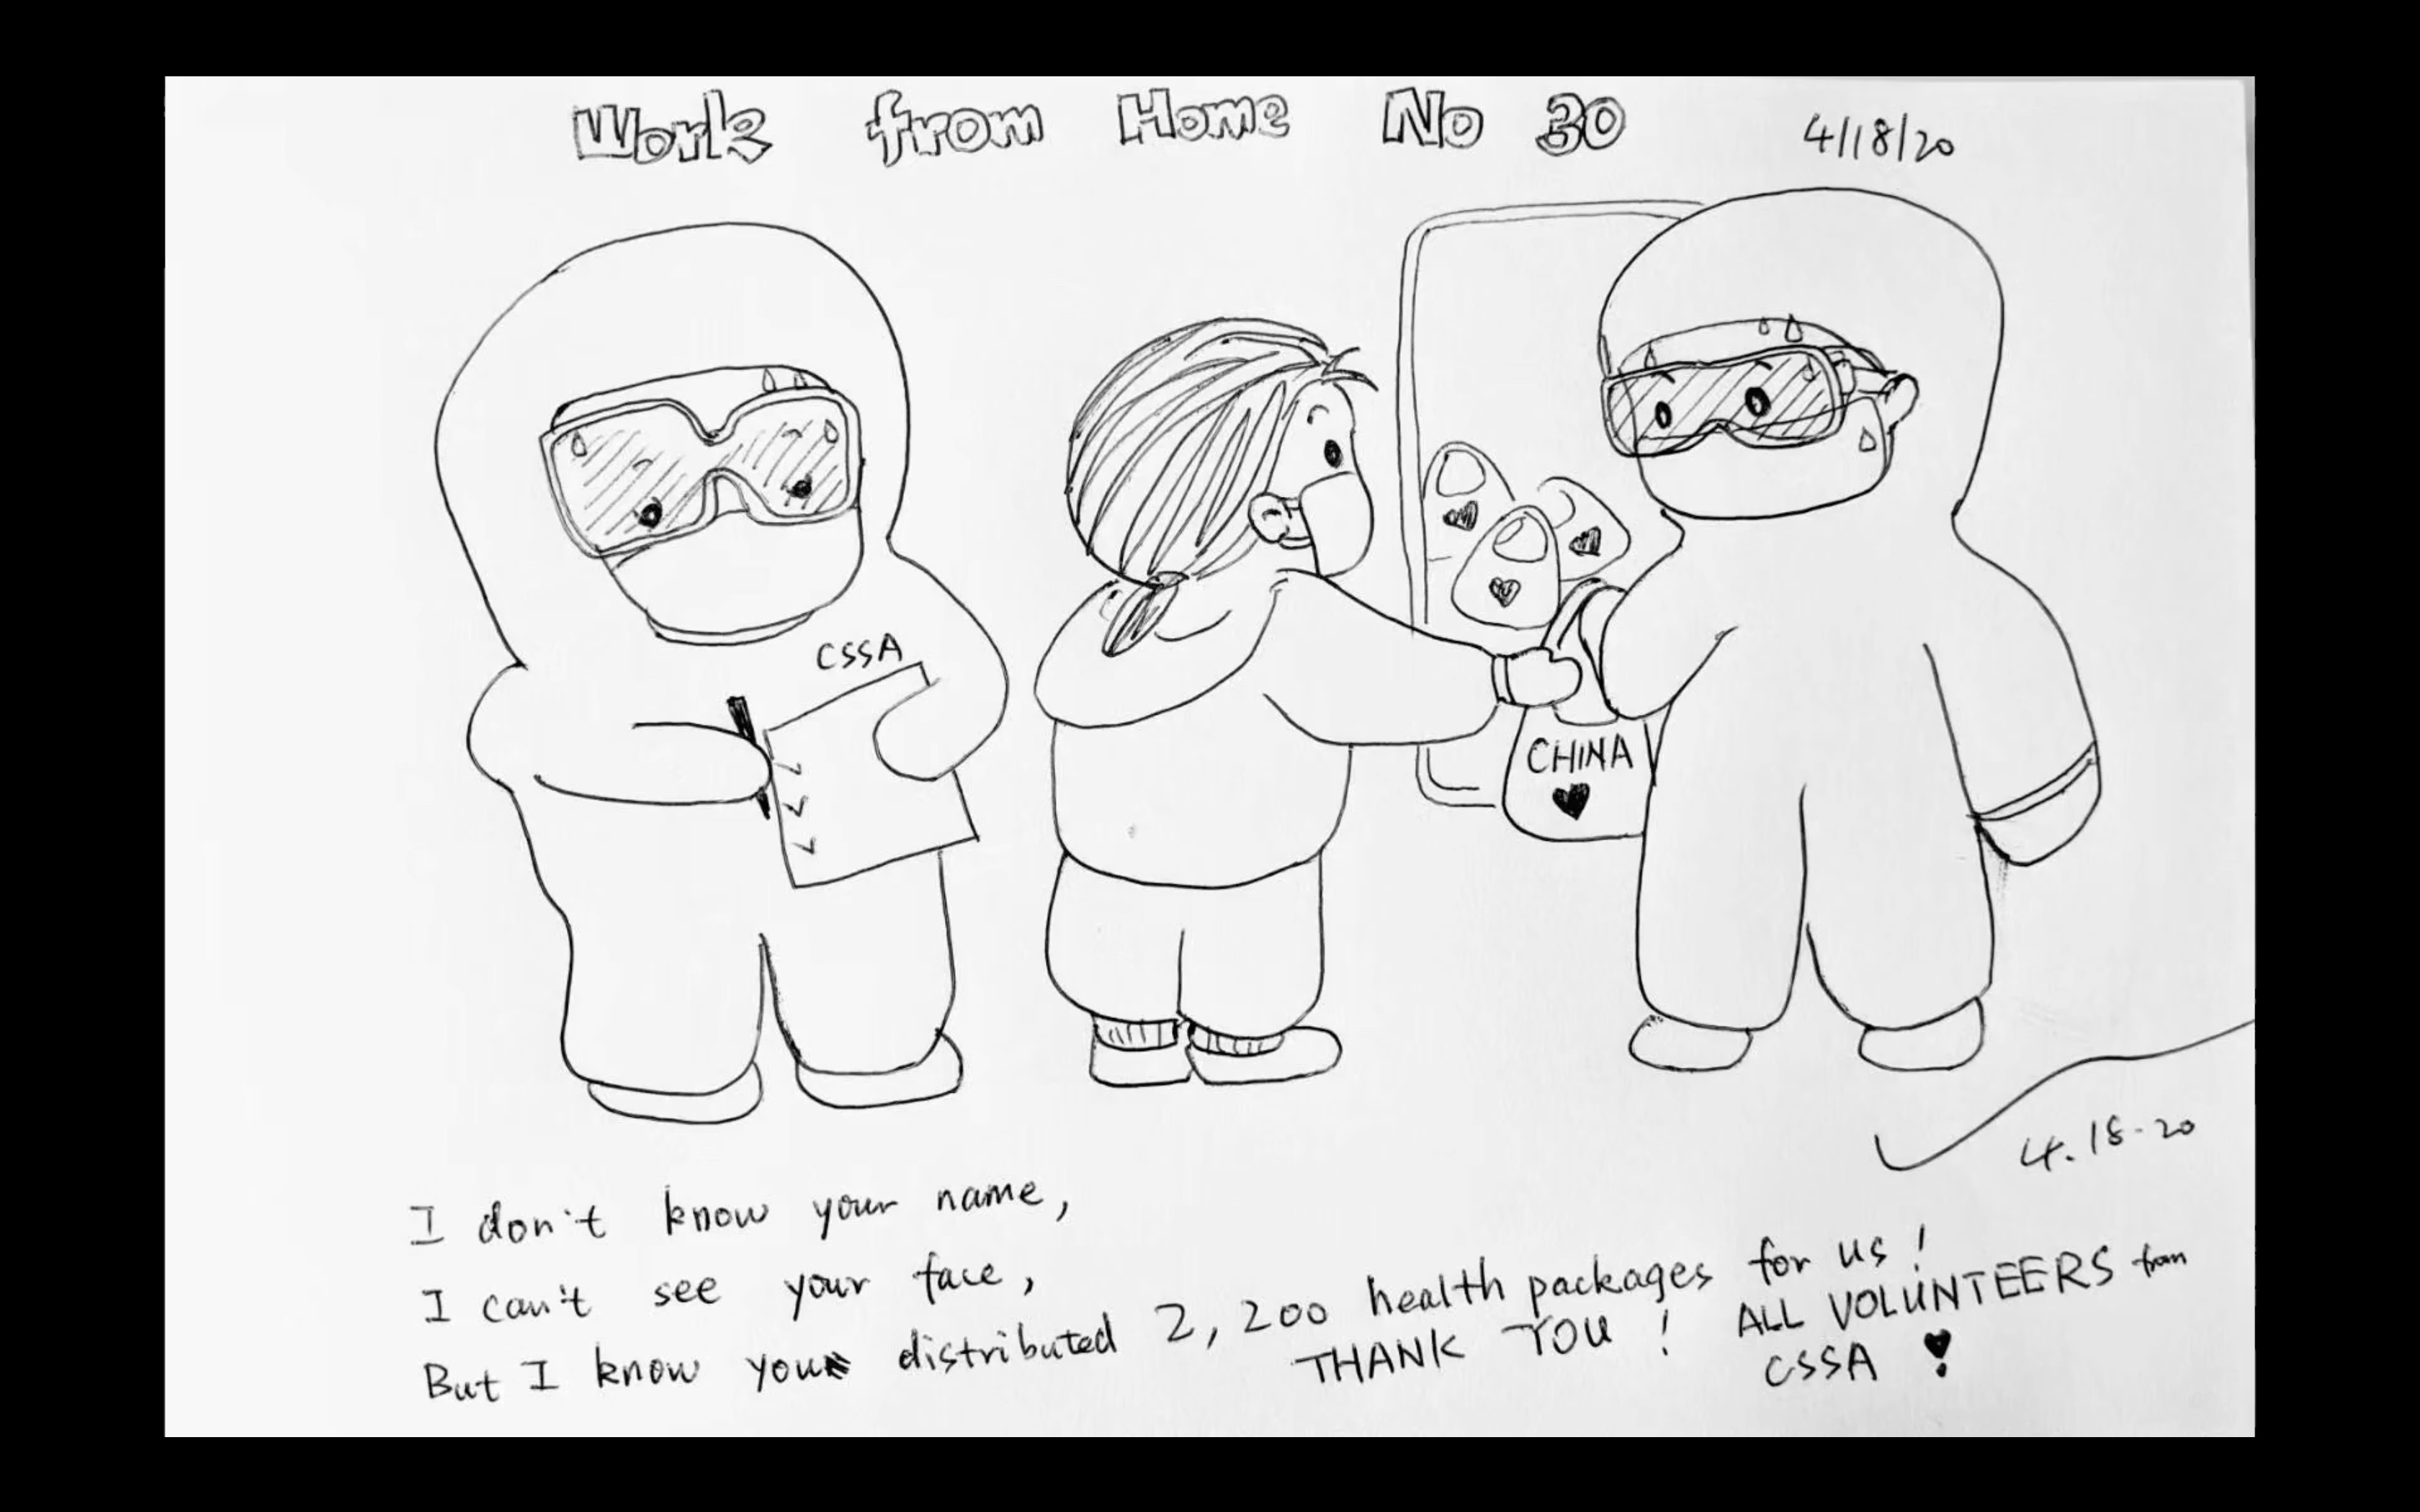 Work from Home No 30 4/18/20
CSSA
CHINA
4.18-20
I don't know your name,
I can't see your face,
But I know you distributed 2,200 health packages for us!
THANK YOU! ALL VOLUNTEERS from
CSSA